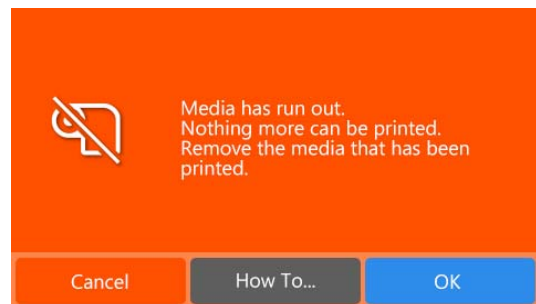 Media has run out.
Nothing more can be printed.
Remove the media that has been
printed.
Cancel
How To...
OK